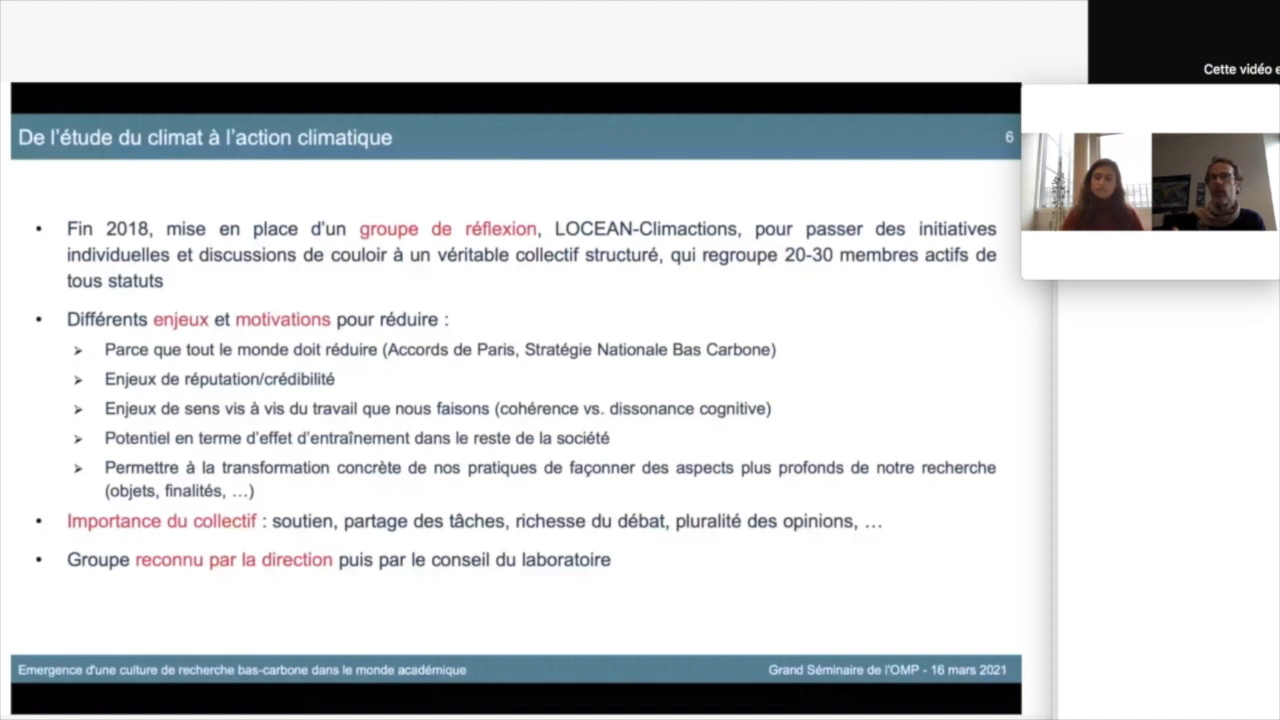 Cette vidéo e
De l'étude du climat à l'action climatique
6
• Fin 2018, mise en place d'un groupe de réflexion, LOCEAN-Climactions, pour passer des initiatives
individuelles et discussions de couloir à un véritable collectif structuré, qui regroupe 20-30 membres actifs de
tous statuts
• Différents enjeux et motivations pour réduire :
➢ Parce que tout le monde doit réduire (Accords de Paris, Stratégie Nationale Bas Carbone)
➢ Enjeux de réputation/crédibilité
➢ Enjeux de sens vis à vis du travail que nous faisons (cohérence vs. dissonance cognitive)
➢ Potentiel en terme d'effet d'entraînement dans le reste de la société
➢ Permettre à la transformation concrète de nos pratiques de façonner des aspects plus profonds de notre recherche
(objets, finalités, …)
• Importance du collectif : soutien, partage des tâches, richesse du débat, pluralité des opinions, …
• Groupe reconnu par la direction puis par le conseil du laboratoire
Emergence d'une culture de recherche bas-carbone dans le monde académique
Grand Séminaire de l'OMP - 16 mars 2021